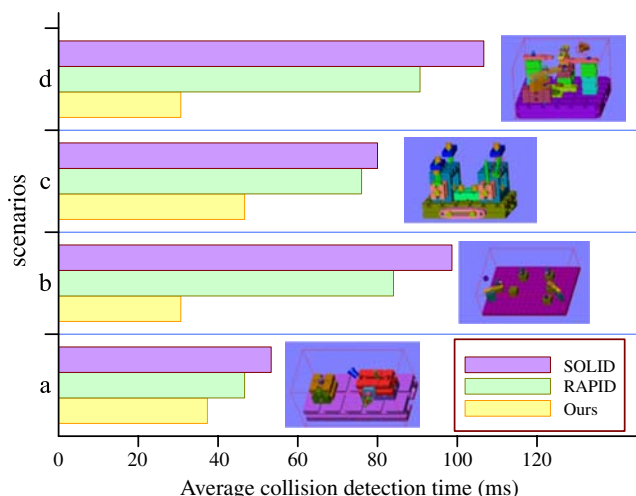 scenarios
d
c
b
a
SOLID
RAPID
Ours
0 20 40 60 80 100 120
Average collision detection time (ms)